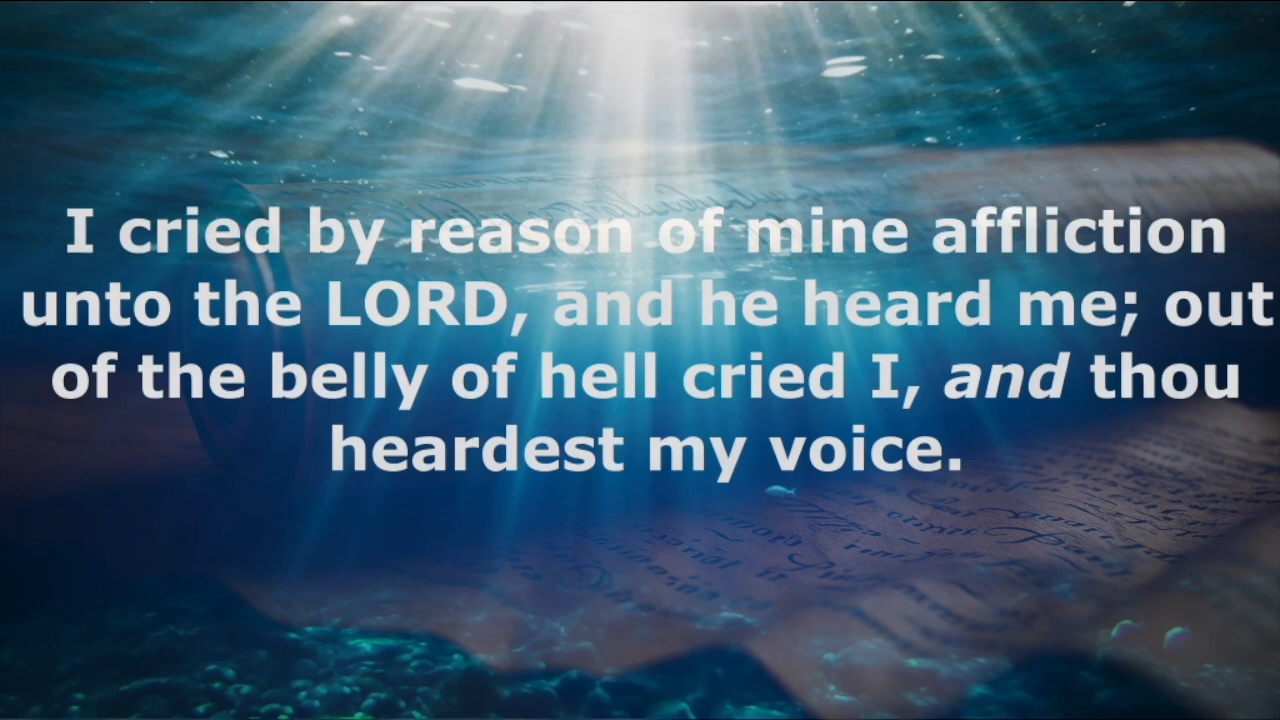 I cried by reason of mine affliction
unto the LORD, and he heard me; out
of the belly of hell cried I, and thou
heardest my voice.